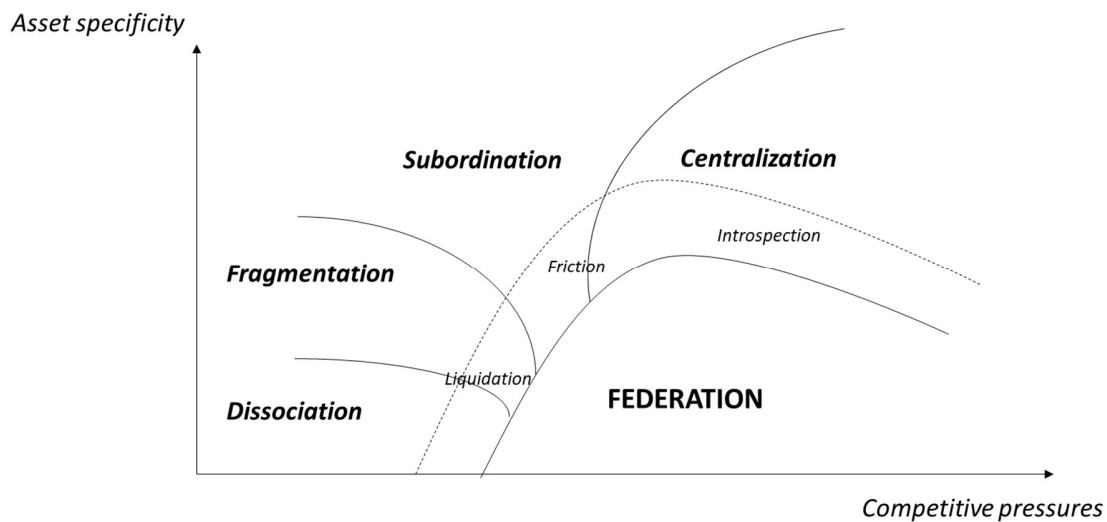 Asset specificity
Subordination
Centralization
Introspection
Friction
Fragmentation
Liquidation
FEDERATION
Dissociation
Competitive pressures